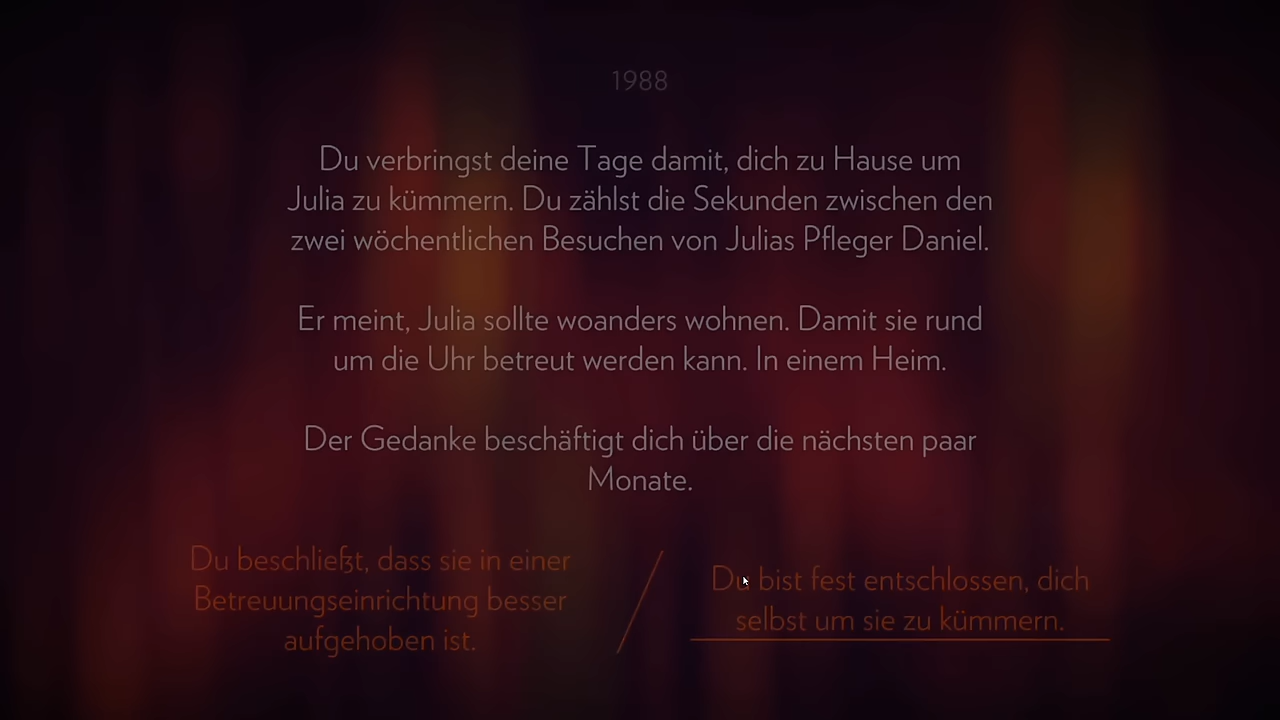 1988
Du verbringst deine Tage damit, dich zu Hause um
Julia zu kümmern. Du zählst die Sekunden zwischen den
zwei wöchentlichen Besuchen von Julias Pfleger Daniel.
Er meint, Julia sollte woanders wohnen. Damit sie rund
um die Uhr betreut werden kann. In einem Heim.
Der Gedanke beschäftigt dich über die nächsten paar
Monate.
Du beschließt, dass sie in einer
Betreuungseinrichtung besser
aufgehoben ist.
Du bist fest entschlossen, dich
selbst um sie zu kümmern.